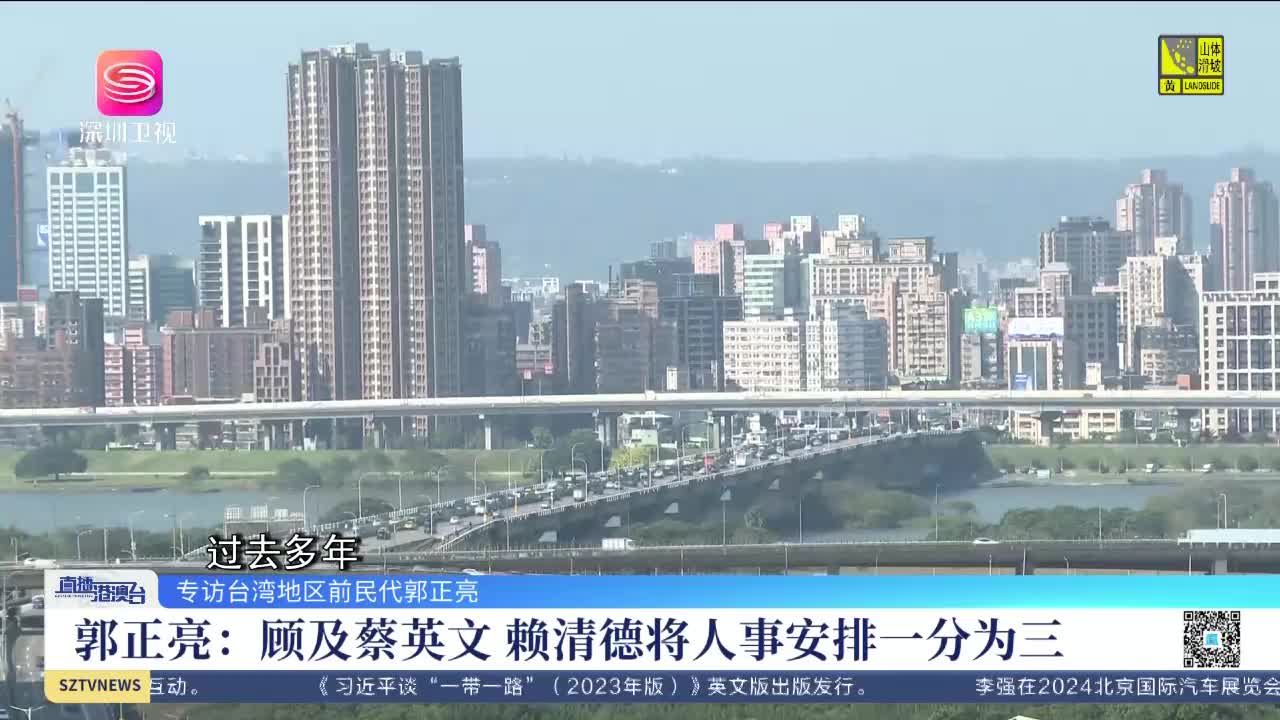 深圳卫视
山体
滑坡
黄 LANDSLIDE
过去多年
直播港澳台
专访台湾地区前民代郭正亮
郭正亮：顾及蔡英文 赖清德将人事安排一分为三
SZTVNEWS
互动。 《习近平谈“一带一路”（2023年版）》英文版出版发行。 李强在2024北京国际汽车展览会